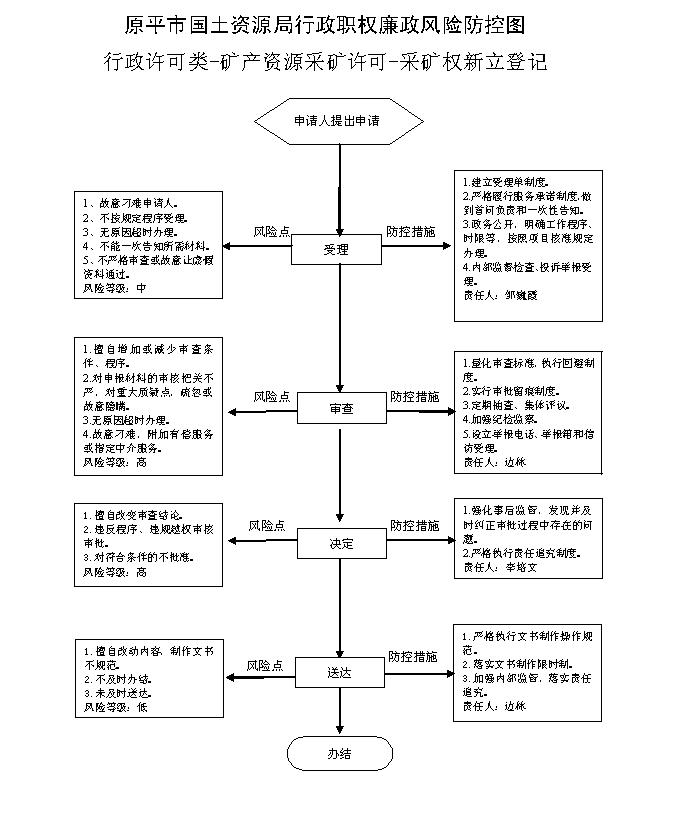 原平市国土资源局行政职权廉政风险防控图
行政许可类-矿产资源采矿许可-采矿权新立登记
申请人提出申请
1、故意刁难申请人。
2、不按规定程序受理。
3、无原因超时办理。
4、不能一次告知所需材料。
5、不严格审查或故意让虚假
资料通过。
风险等级：中
风险点
受理
防控措施
1.建立受理单制度。
2.严格履行服务承诺制度,做
到首问负责和一次性告知。
3.政务公开，明确工作程序、
时限等，按照项目核准规定
办理。
4.内部监督检查、投诉举报受
理。
责任人：邹巍霞
1.擅自增加或减少审查条
件、程序。
2.对申报材料的审核把关不
严，对重大质疑点，疏忽或
故意隐瞒。
3.无原因超时办理。
4.故意刁难，附加有偿服务
或指定中介服务。
风险等级：高
风险点
审查
防控措施
1.量化审查标准，执行回避制
度。
2.实行审批留痕制度。
3.定期抽查、集体评议。
4.加强纪检监察。
5.设立举报电话、举报箱和信
访受理。
责任人：边林
1.擅自改变审查结论。
2.违反程序、违规越权审核
审批。
3.对符合条件的不批准。
风险等级：高
风险点
决定
防控措施
1.强化事后监管，发现并及
时纠正审批过程中存在的问
题。
2.严格执行责任追究制度。
责任人：李培文
1.擅自改动内容，制作文书
不规范。
2.不及时办结。
3.未及时送达。
风险等级：低
风险点
送达
防控措施
1.严格执行文书制作操作规
范。
2.落实文书制作限时制。
3.加强内部监管，落实责任
追究。
责任人：边林
办结